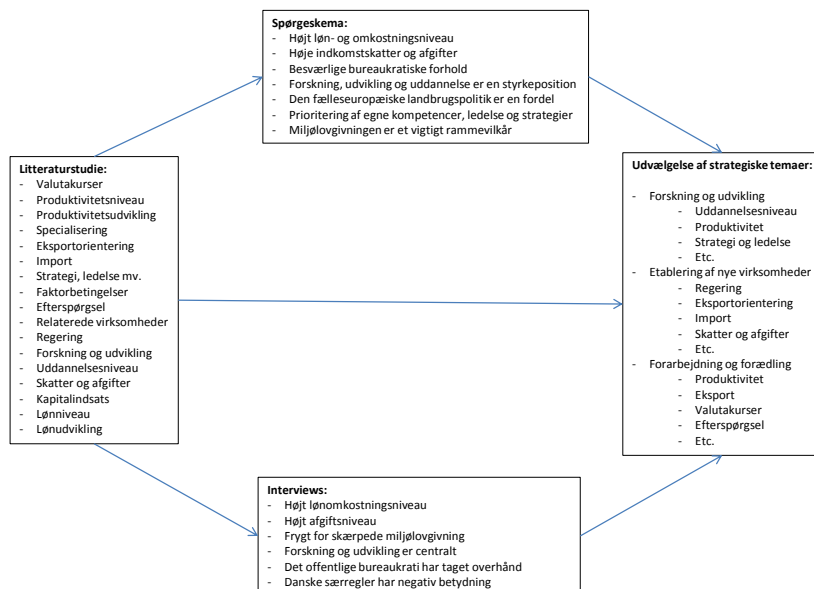 Spørgeskema:
- Højt løn- og omkostningsniveau
- Høje indkomstskatter og afgifter
- Besværlige bureaukratiske forhold
- Forskning, udvikling og uddannelse er en styrkeposition
- Den fælleseuropæiske landbrugspolitik er en fordel
- Prioritering af egne kompetencer, ledelse og strategier
- Miljølovgivningen er et vigtigt rammevilkår
Litteraturstudie:
- Valutakurser
- Produktivitetsniveau
- Produktivitetsudvikling
- Specialisering
- Eksportorientering
- Import
- Strategi, ledelse mv.
- Faktorbetingelser
- Efterspørgsel
- Relaterede virksomheder
- Regering
- Forskning og udvikling
- Uddannelsesniveau
- Skatter og afgifter
- Kapitalindsats
- Lønniveau
- Lønudvikling
Udvælgelse af strategiske temaer:
- Forskning og udvikling
- Uddannelsesniveau
- Produktivitet
- Strategi og ledelse
- Etc.
- Etablering af nye virksomheder
- Regering
- Eksportorientering
- Import
- Skatter og afgifter
- Etc.
- Forarbejdning og forædling
- Produktivitet
- Eksport
- Valutakurser
- Efterspørgsel
- Etc.
Interviews:
- Højt lønomkostningsniveau
- Højt afgiftsniveau
- Frygt for skærpede miljølovgivning
- Forskning og udvikling er centralt
- Det offentlige bureaukrati har taget overhånd
- Danske særregler har negativ betydning